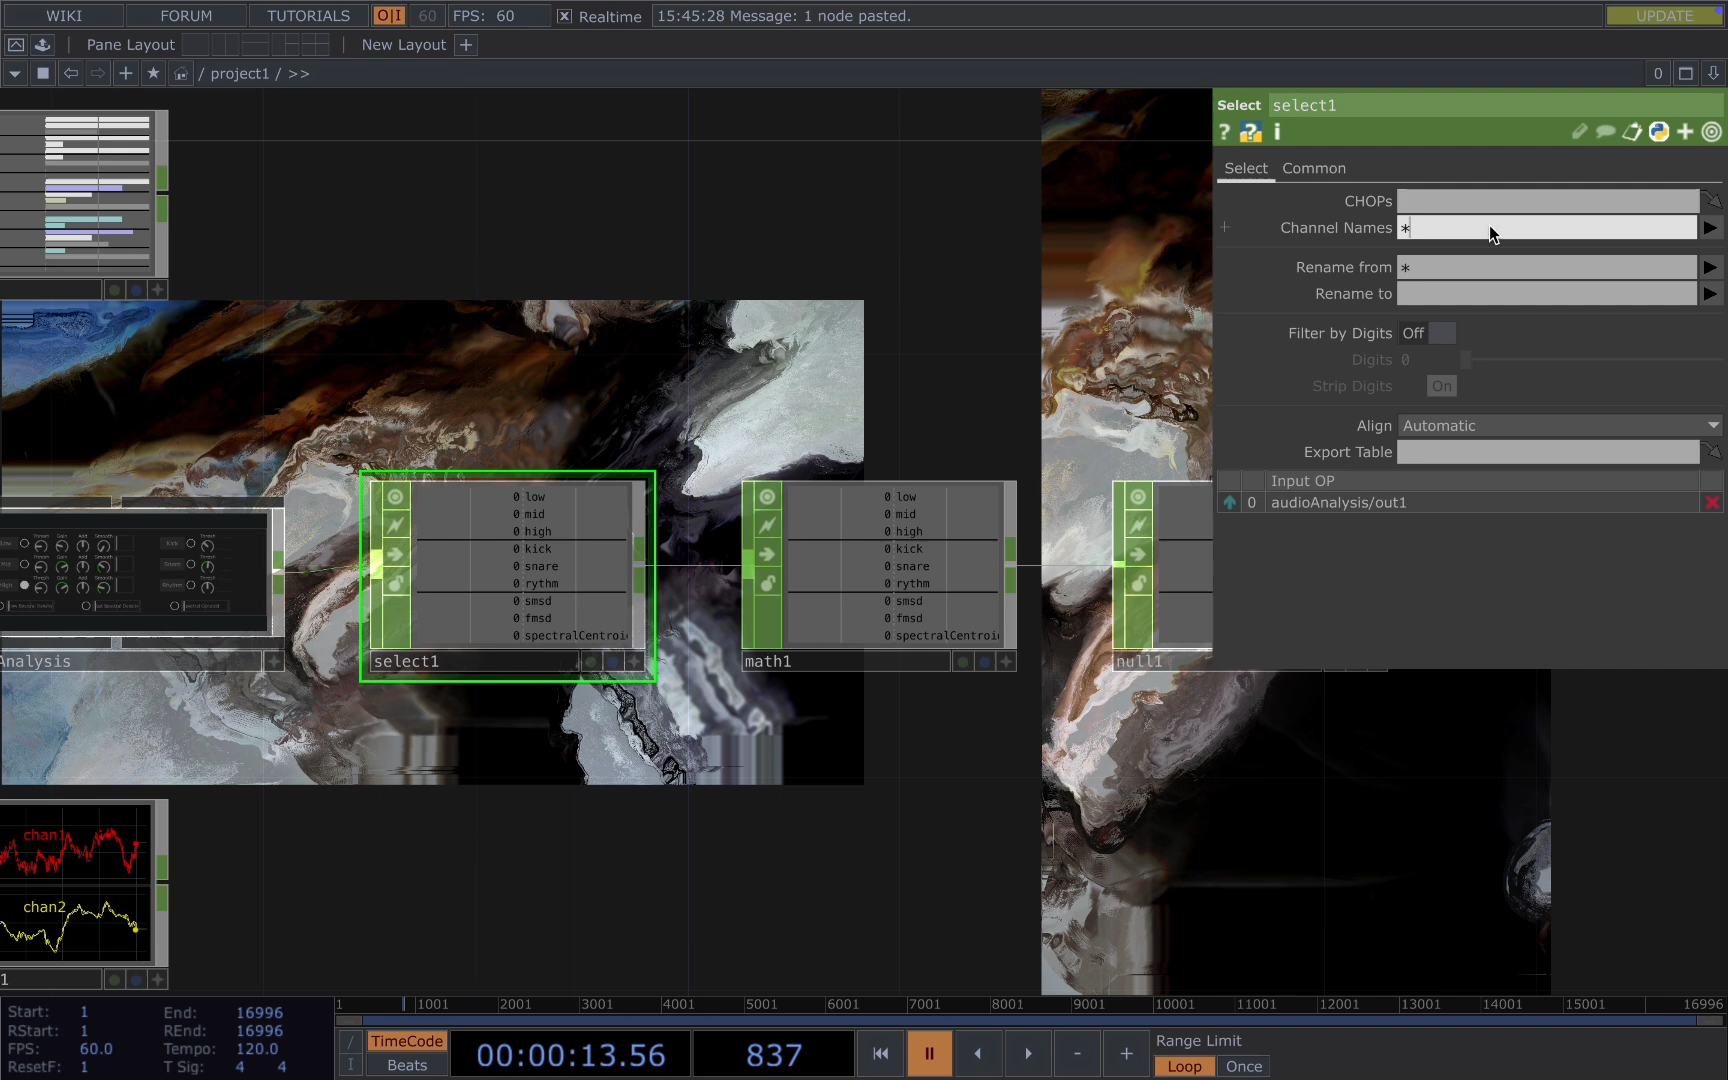 WIKI
FORUM
TUTORIALS
O|I
60
FPS: 60
Realtime
15:45:28 Message: 1 node pasted.
UPDATE
Pane Layout
New Layout
+
/ project1 / >>
0
Select select1
? ? i
Select Common
CHOPs
Channel Names *
Rename from *
Rename to
Filter by Digits Off
Digits 0
Strip Digits On
Align Automatic
Export Table
Input OP
0 audioAnalysis/out1
0 low
0 mid
0 high
0 kick
0 snare
0 rythm
0 smsd
0 fmsd
0 spectralCentroi
select1
0 low
0 mid
0 high
0 kick
0 snare
0 rythm
0 smsd
0 fmsd
0 spectralCentroi
math1
null1
Analysis
chan1
chan2
1
Start: 1 End: 16996
RStart: 1 REnd: 16996
FPS: 60.0 Tempo: 120.0
ResetF: 1 T Sig: 4 4
1 1001 2001 3001 4001 5001 6001 7001 8001 9001 10001 11001 12001 13001 14001 15001 16996
TimeCode
Beats
00:00:13.56
837
- +
Range Limit
Loop Once